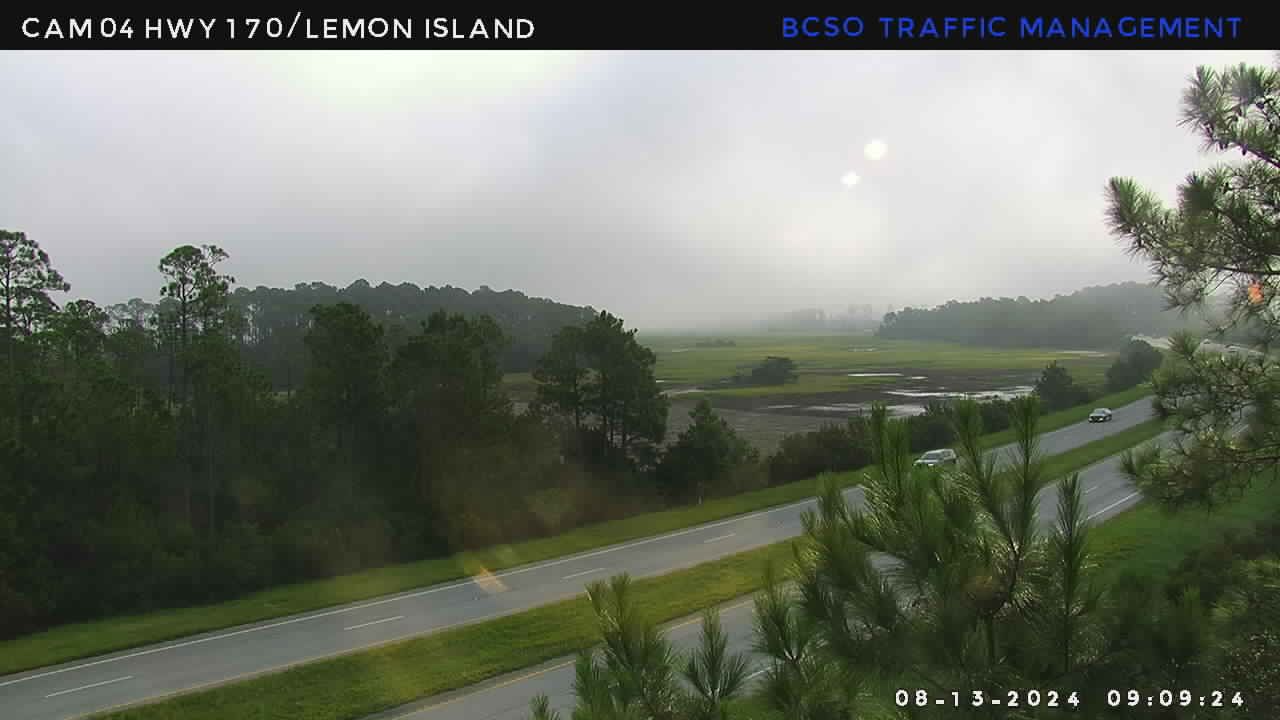 CAM04 HWY 170/LEMON ISLAND
BCSO TRAFFIC MANAGEMENT
08-13-2024 09:09:24